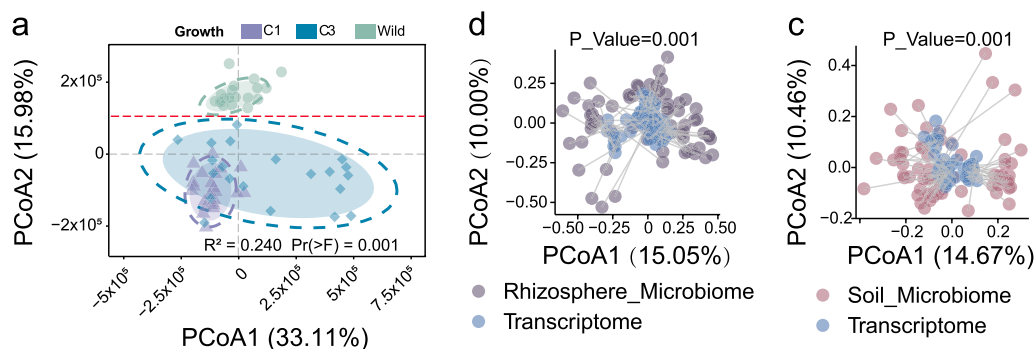 a
Growth C1 C3 Wild
PCoA2 (15.98%)
2x10⁵
0
−2x10⁵
R² = 0.240 Pr(>F) = 0.001
−5x10⁵
−2.5x10⁵
0
2.5x10⁵
5x10⁵
7.5x10⁵
PCoA1 (33.11%)
d
P_Value=0.001
PCoA2 (10.00%)
0.25
0.00
−0.25
−0.50
−0.50 −0.25 0 0.25 0.50
PCoA1 (15.05%)
Rhizosphere_Microbiome
Transcriptome
c
P_Value=0.001
PCoA2 (10.46%)
0.4
0.2
0.0
−0.2
−0.2 0.0 0.2
PCoA1 (14.67%)
Soil_Microbiome
Transcriptome